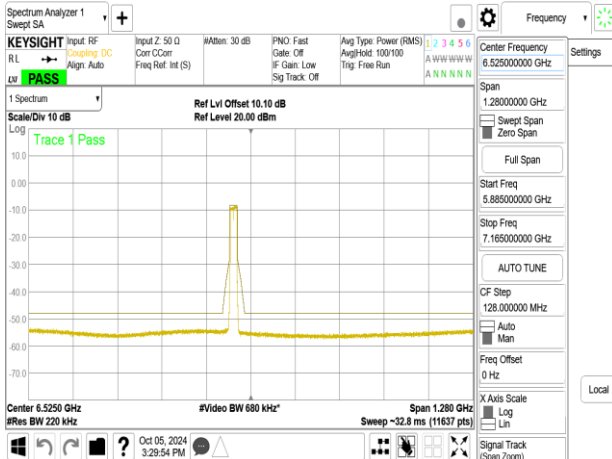 Spectrum Analyzer 1
Swept SA
+
Frequency
KEYSIGHT
Input: RF
Input Z: 50 Ω
#Atten: 30 dB
PNO: Fast
Avg Type: Power (RMS)
1 2 3 4 5 6
RL
Coupling: DC
Corr CCorr
Gate: Off
Avg|Hold: 100/100
A W W W W W
Align: Auto
Freq Ref: Int (S)
IF Gain: Low
Trig: Free Run
Sig Track: Off
A N N N N N
LXI
PASS
1 Spectrum
Ref Lvl Offset 10.10 dB
Scale/Div 10 dB
Ref Level 20.00 dBm
Log
Trace 1 Pass
10.0
0.00
-10.0
-20.0
-30.0
-40.0
-50.0
-60.0
-70.0
Center 6.5250 GHz
#Video BW 680 kHz*
Span 1.280 GHz
#Res BW 220 kHz
Sweep ~32.8 ms (11637 pts)
?
Oct 05, 2024
3:29:54 PM
Center Frequency
6.525000000 GHz
Settings
Span
1.28000000 GHz
Swept Span
Zero Span
Full Span
Start Freq
5.885000000 GHz
Stop Freq
7.165000000 GHz
AUTO TUNE
CF Step
128.000000 MHz
Auto
Man
Freq Offset
0 Hz
X Axis Scale
Log
Lin
Local
Signal Track
(Span Zoom)